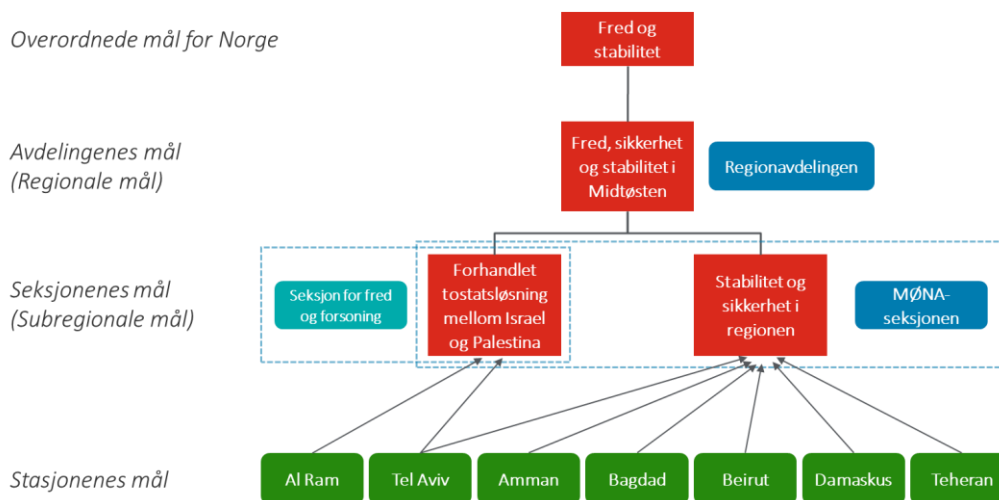 Overordnede mål for Norge
Fred og
stabilitet
Avdelingenes mål
(Regionale mål)
Fred, sikkerhet
og stabilitet i
Midtøsten
Regionavdelingen
Seksjonenes mål
(Subregionale mål)
Seksjon for fred
og forsoning
Forhandlet
tostatsløsning
mellom Israel
og Palestina
Stabilitet og
sikkerhet i
regionen
MØNA-
seksjonen
Stasjonenes mål
Al Ram
Tel Aviv
Amman
Bagdad
Beirut
Damaskus
Teheran